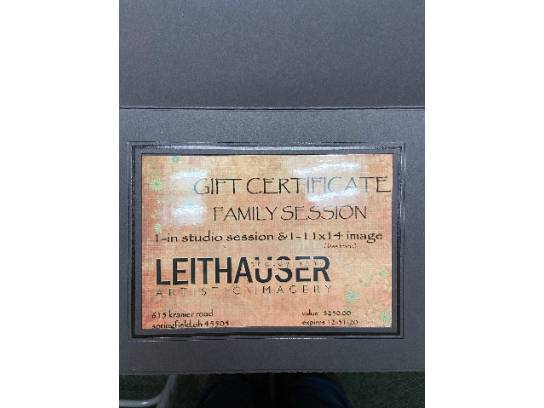 GIFT CERTIFICATE
FAMILY SESSION
1-in studio session & 1-11x14 image
LEITHAUSER
ARTISTIC IMAGERY
615 kramer road
springfield,oh 45505
value $250.00
expires 12-31-20